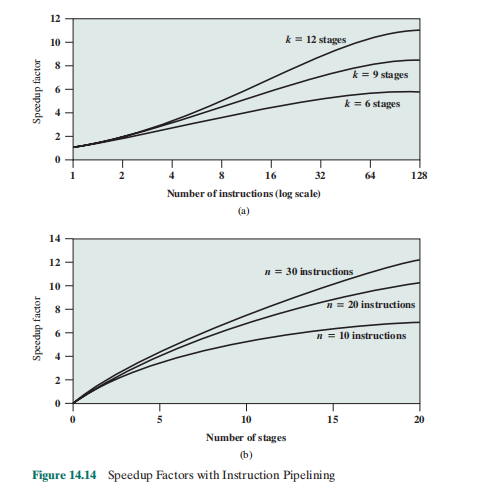 12
10
8
6
4
2
0
Speedup factor
k = 12 stages
k = 9 stages
k = 6 stages
1 2 4 8 16 32 64 128
Number of instructions (log scale)
(a)
14
12
10
8
6
4
2
0
Speedup factor
n = 30 instructions
n = 20 instructions
n = 10 instructions
0 5 10 15 20
Number of stages
(b)
Figure 14.14 Speedup Factors with Instruction Pipelining